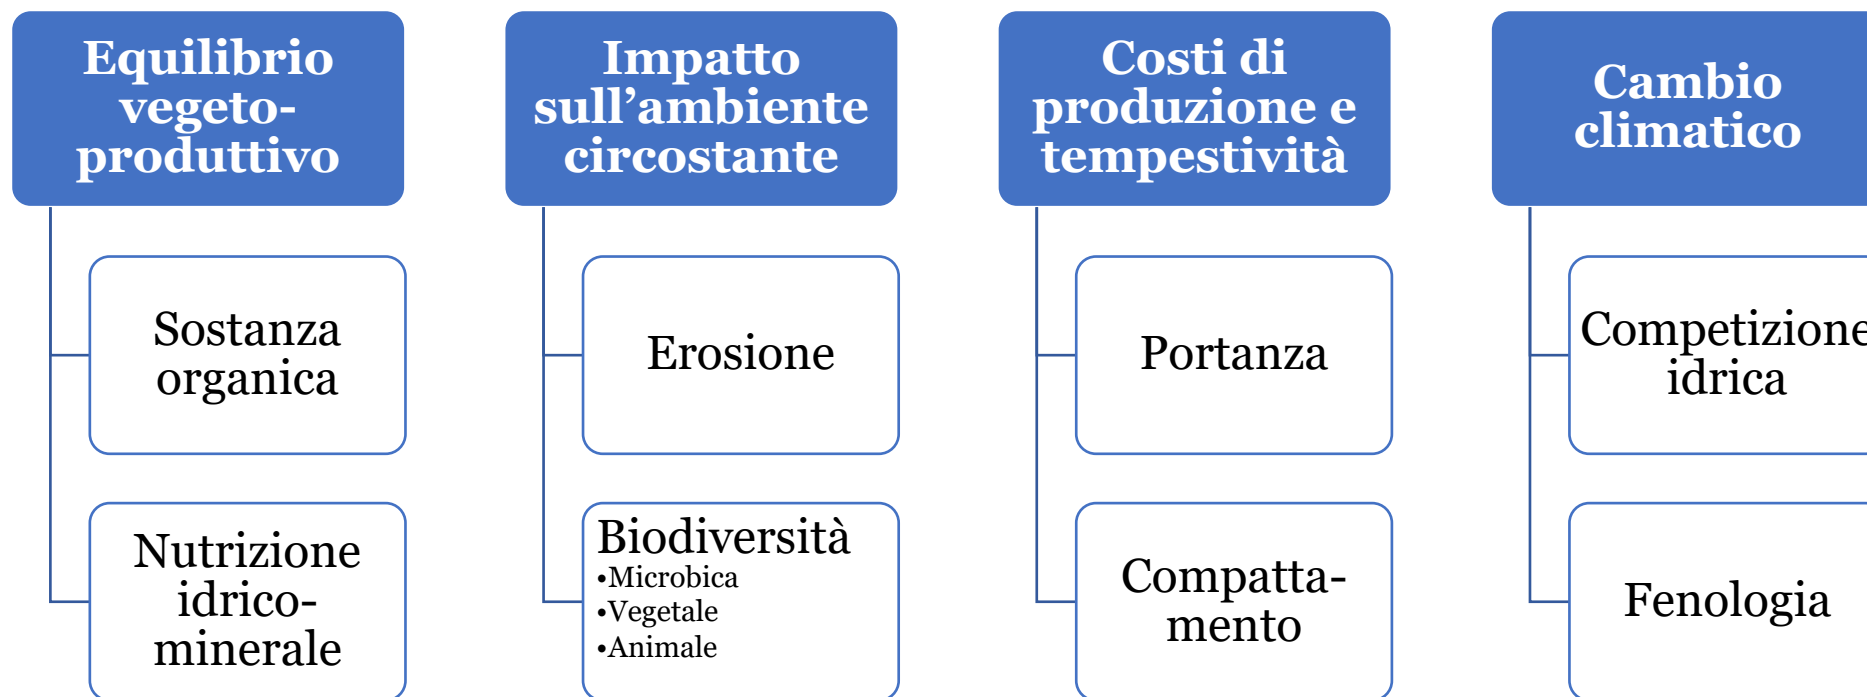 Equilibrio
vegeto-
produttivo
Sostanza
organica
Nutrizione
idrico-
minerale
Impatto
sull’ambiente
circostante
Erosione
Biodiversità
•Microbica
•Vegetale
•Animale
Costi di
produzione e
tempestività
Portanza
Compatta-
mento
Cambio
climatico
Competizione
idrica
Fenologia